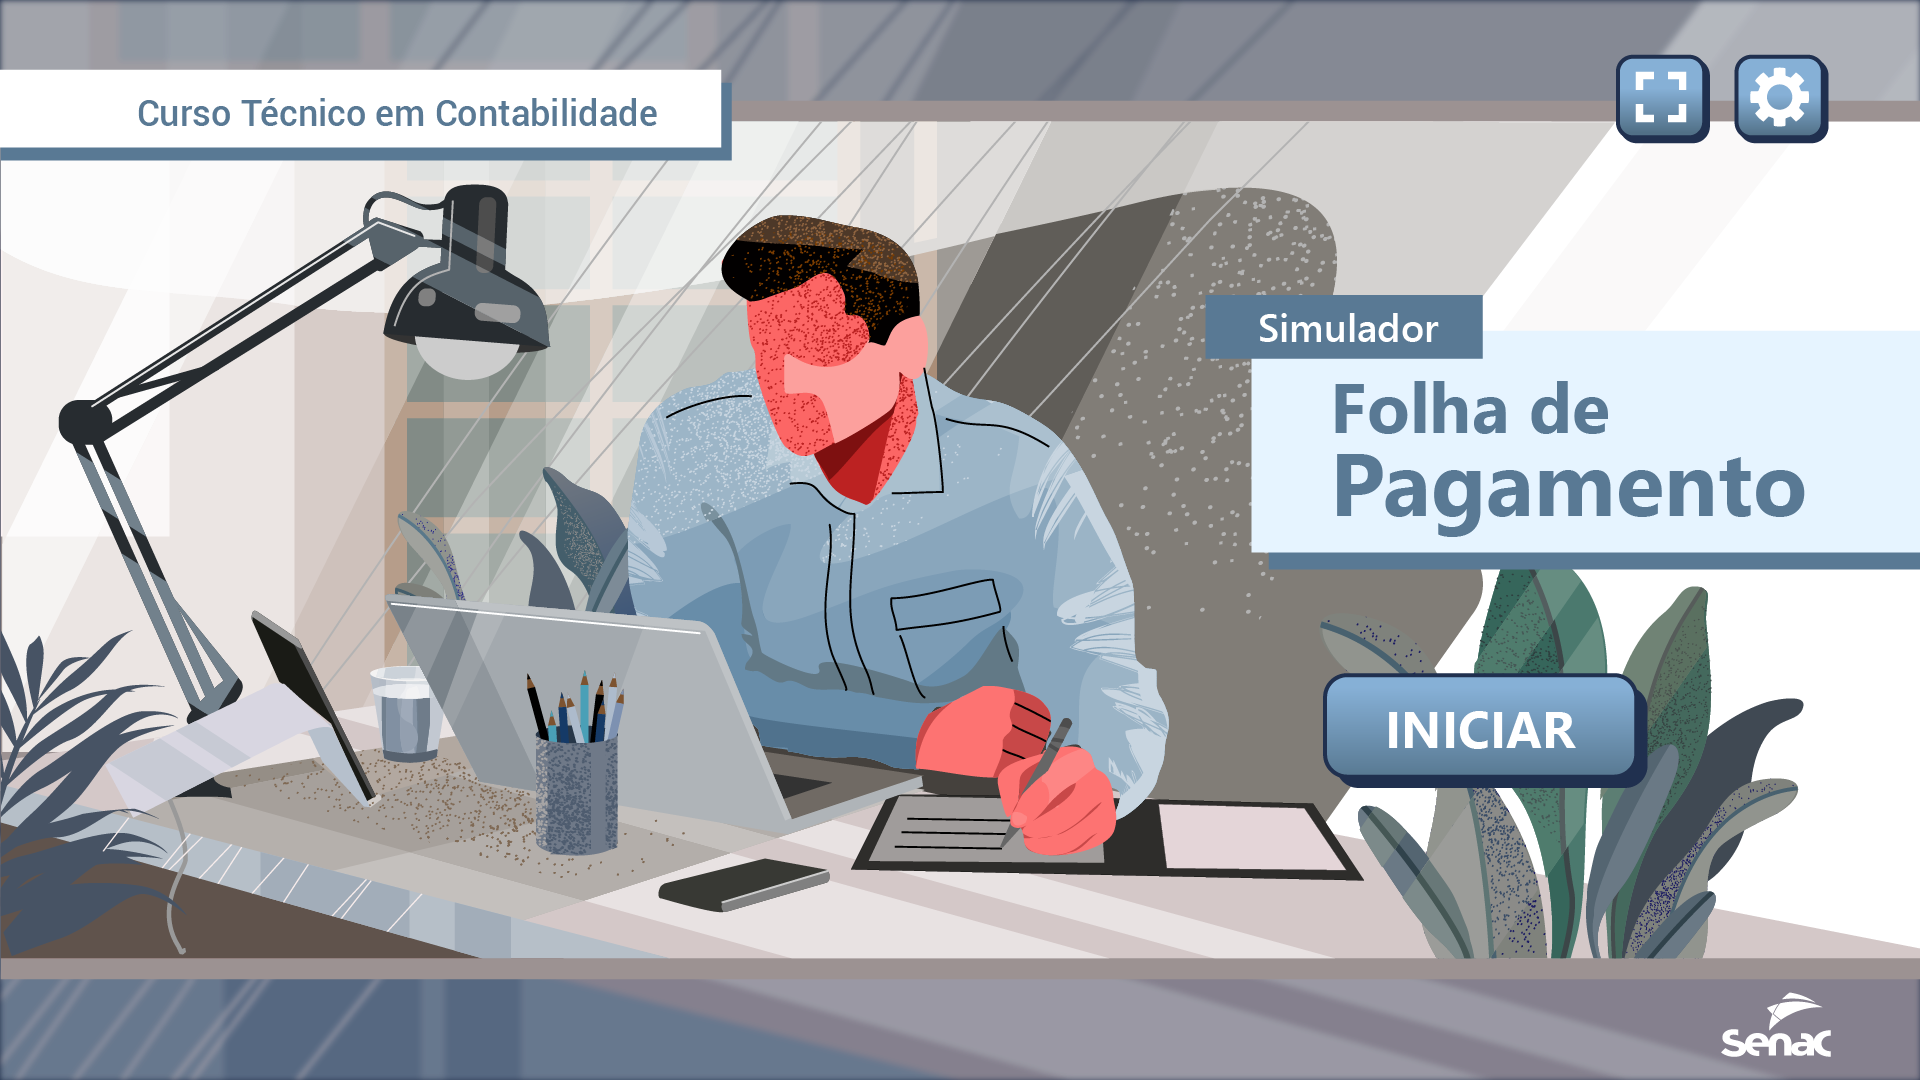 Curso Técnico em Contabilidade
Simulador
Folha de
Pagamento
INICIAR
Senac